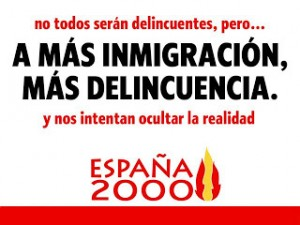 no todos serán delincuentes, pero...
A MÁS INMIGRACIÓN,
MÁS DELINCUENCIA.
y nos intentan ocultar la realidad
ESPAÑA
2000